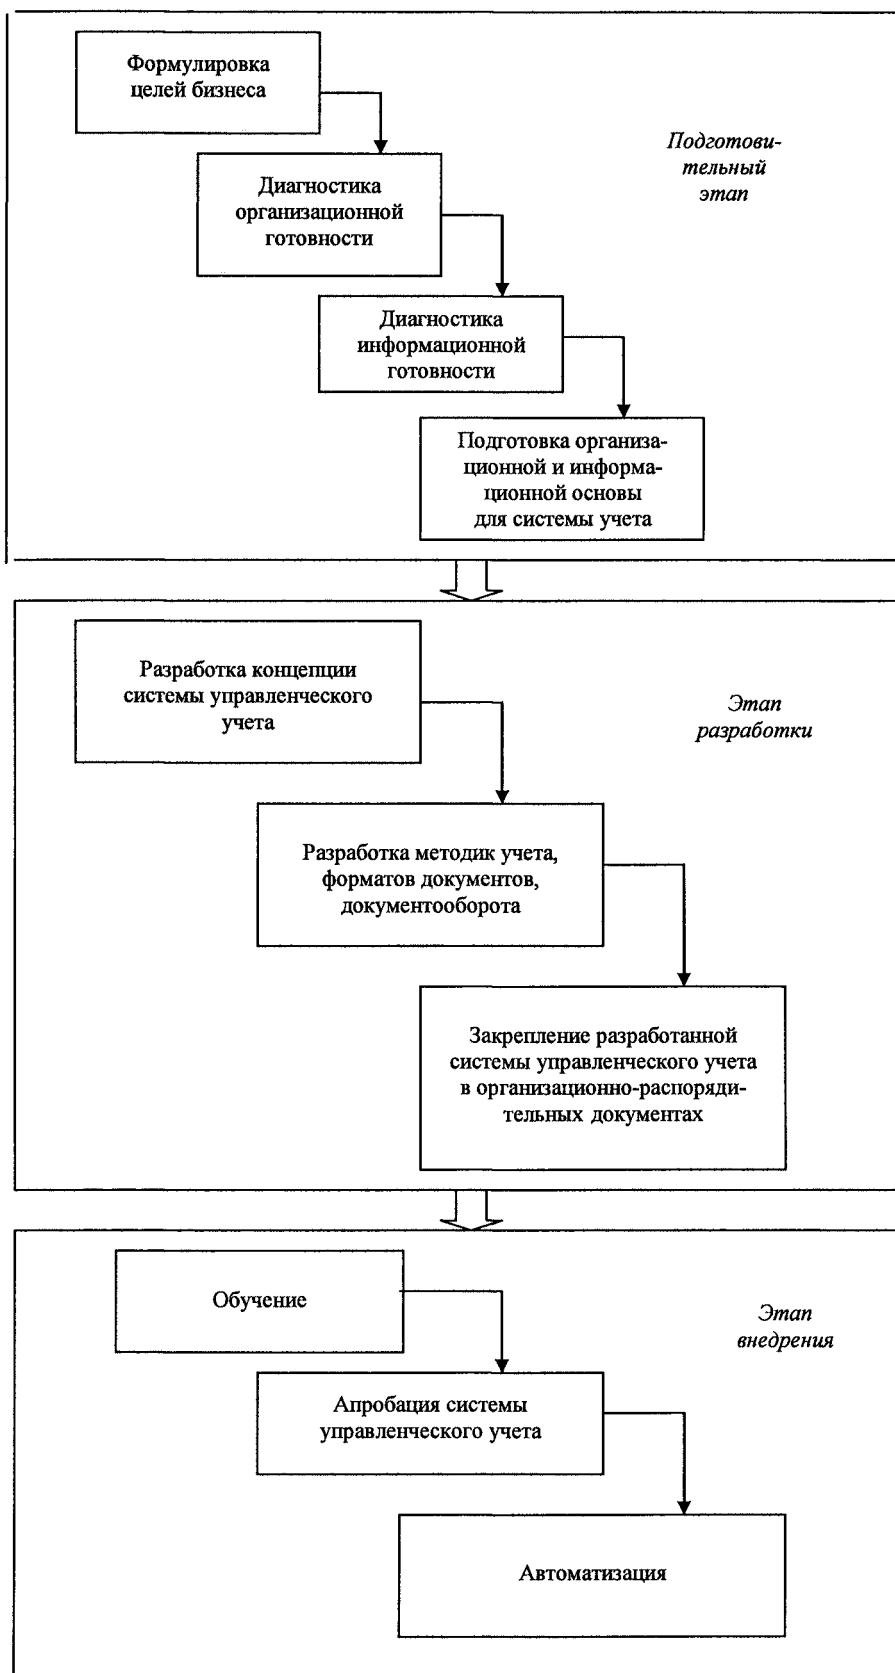 Формулировка
целей бизнеса
Подготови-
тельный
этап
Диагностика
организационной
готовности
Диагностика
информационной
готовности
Подготовка организа-
ционной и информа-
ционной основы
для системы учета
Разработка концепции
системы управленческого
учета
Этап
разработки
Разработка методик учета,
форматов документов,
документооборота
Закрепление разработанной
системы управленческого учета
в организационно-распоряди-
тельных документах
Обучение
Этап
внедрения
Апробация системы
управленческого учета
Автоматизация